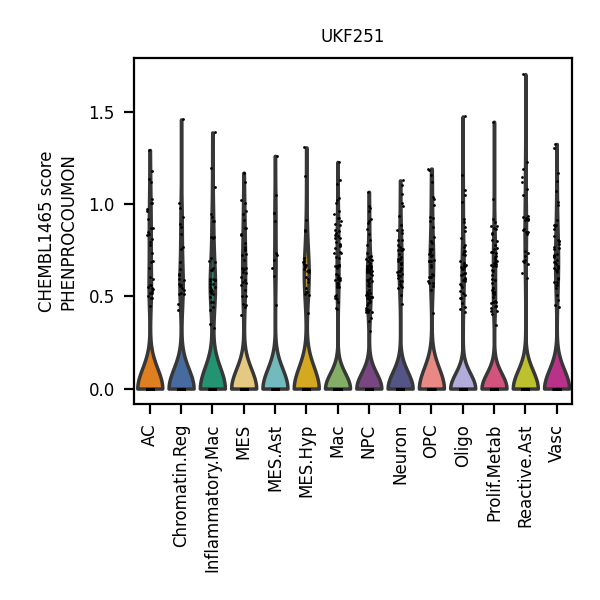 UKF251
CHEMBL1465 score
PHENPROCOUMON
1.5
1.0
0.5
0.0
AC
Chromatin.Reg
Inflammatory.Mac
MES
MES.Ast
MES.Hyp
Mac
NPC
Neuron
OPC
Oligo
Prolif.Metab
Reactive.Ast
Vasc